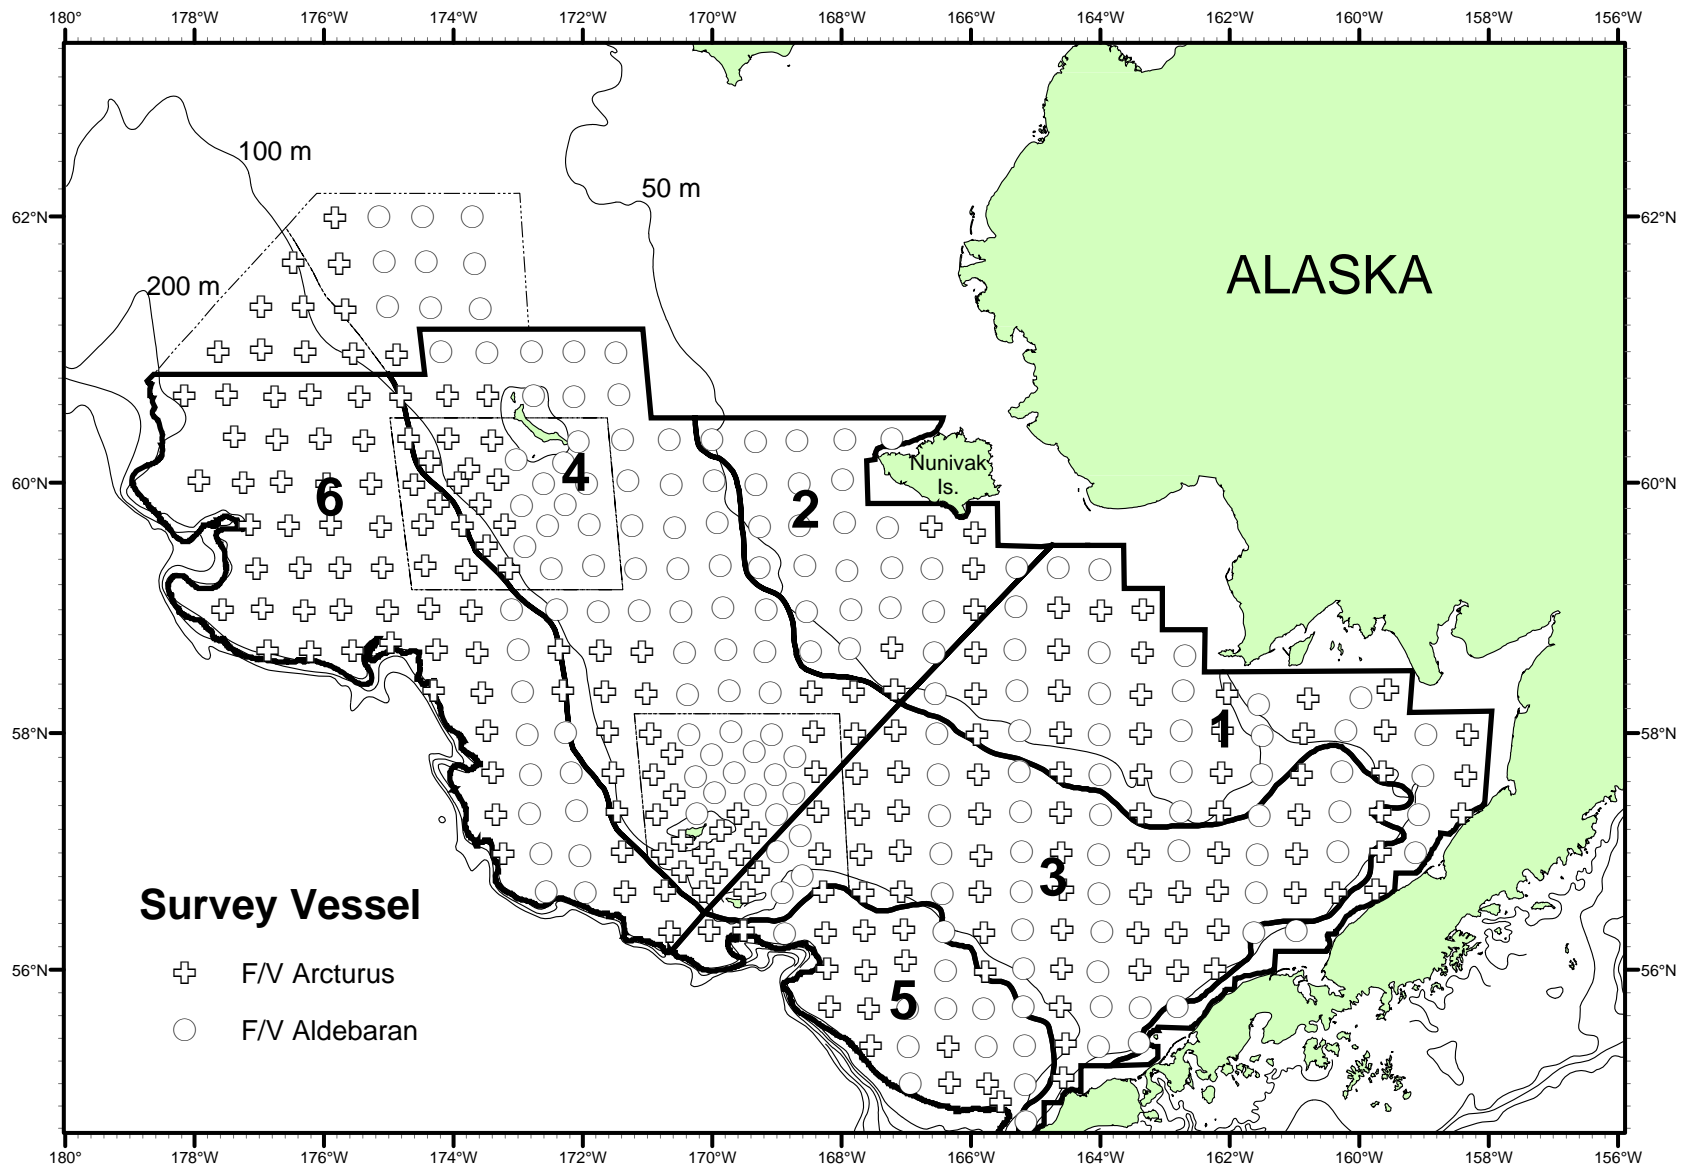 180° 178°W 176°W 174°W 172°W 170°W 168°W 166°W 164°W 162°W 160°W 158°W 156°W
100 m
50 m
62°N 62°N
ALASKA
200 m
Nunivak
Is.
4
60°N 60°N
6
2
1
58°N 58°N
3
Survey Vessel
F/V Arcturus
56°N 56°N
5
F/V Aldebaran
180° 178°W 176°W 174°W 172°W 170°W 168°W 166°W 164°W 162°W 160°W 158°W 156°W